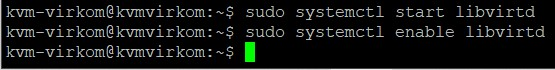 kvm-virkom@kvmvirkom:~$ sudo systemctl start libvirtd
kvm-virkom@kvmvirkom:~$ sudo systemctl enable libvirtd
kvm-virkom@kvmvirkom:~$